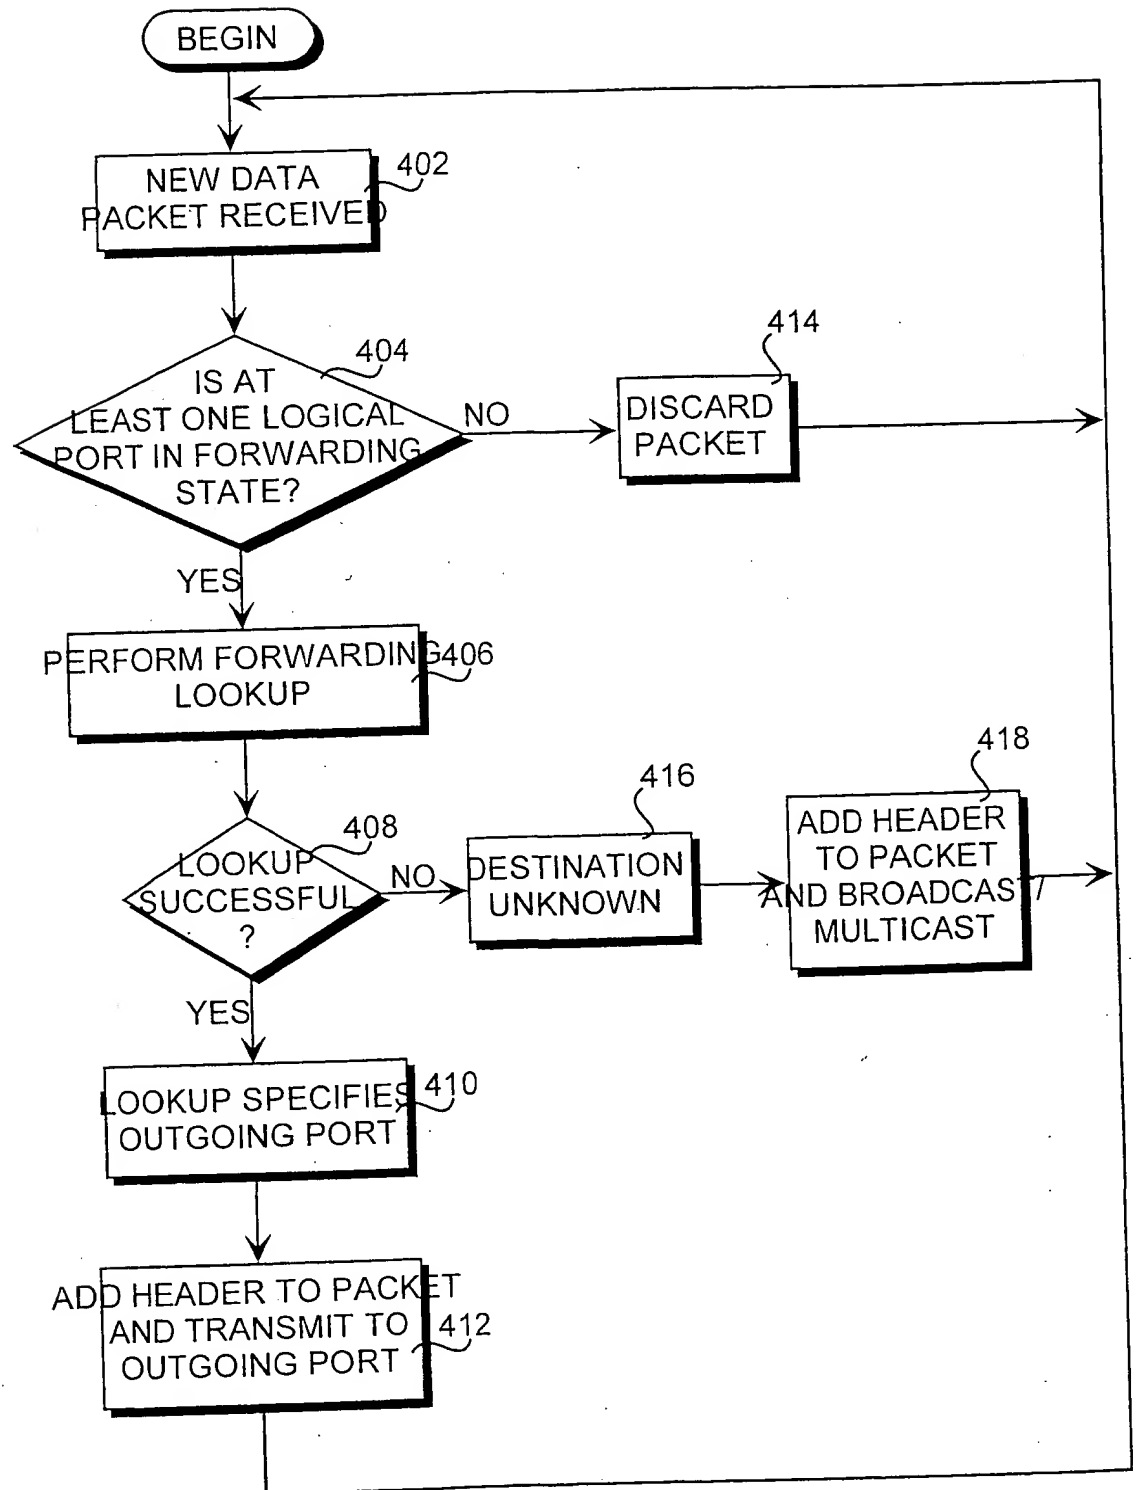 BEGIN
NEW DATA
PACKET RECEIVED
402
IS AT
LEAST ONE LOGICAL
PORT IN FORWARDING
STATE?
404
NO
DISCARD
PACKET
414
YES
PERFORM FORWARDING
LOOKUP
406
LOOKUP
SUCCESSFUL
?
408
NO
DESTINATION
UNKNOWN
416
ADD HEADER
TO PACKET
AND BROADCAST/
MULTICAST
418
YES
LOOKUP SPECIFIES
OUTGOING PORT
410
ADD HEADER TO PACKET
AND TRANSMIT TO
OUTGOING PORT
412